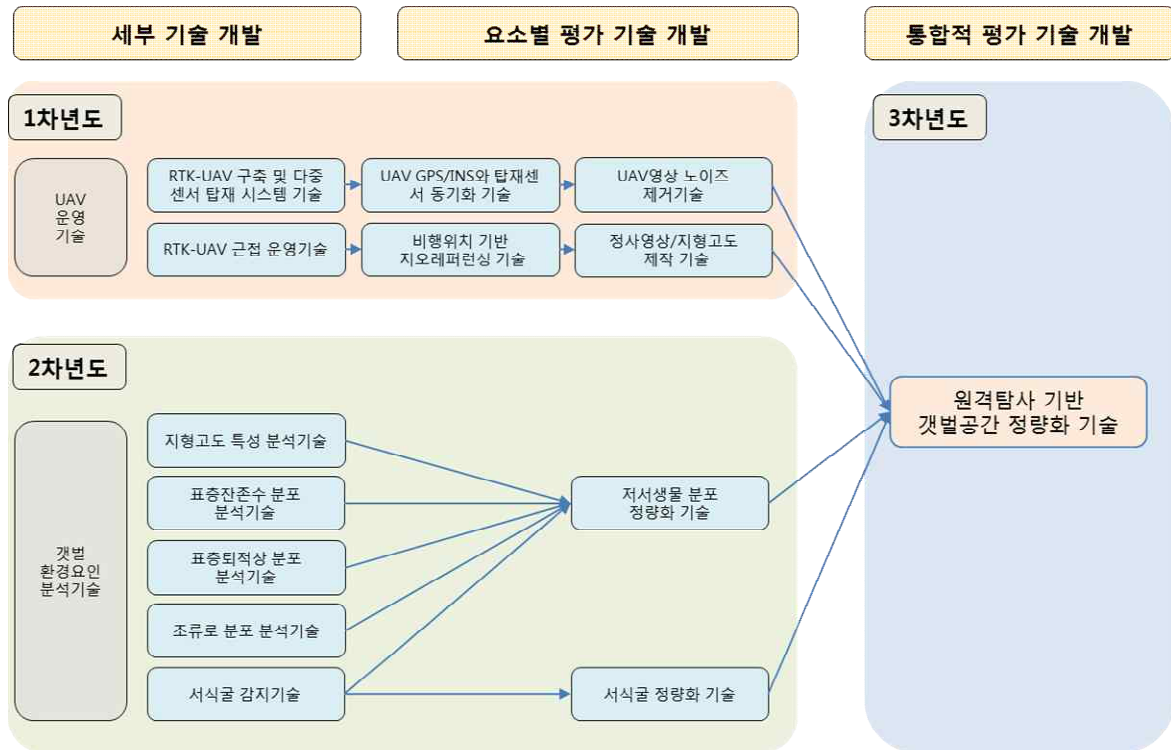 세부 기술 개발
요소별 평가 기술 개발
통합적 평가 기술 개발
1차년도
UAV
운영
기술
RTK-UAV 구축 및 다중
센서 탑재 시스템 기술
UAV GPS/INS와 탑재센
서 동기화 기술
UAV영상 노이즈
제거기술
RTK-UAV 근접 운영기술
비행위치 기반
지오레퍼런싱 기술
정사영상/지형고도
제작 기술
2차년도
갯벌
환경요인
분석기술
지형고도 특성 분석기술
표층잔존수 분포
분석기술
표층퇴적상 분포
분석기술
조류로 분포 분석기술
서식굴 감지기술
저서생물 분포
정량화 기술
서식굴 정량화 기술
3차년도
원격탐사 기반
갯벌공간 정량화 기술